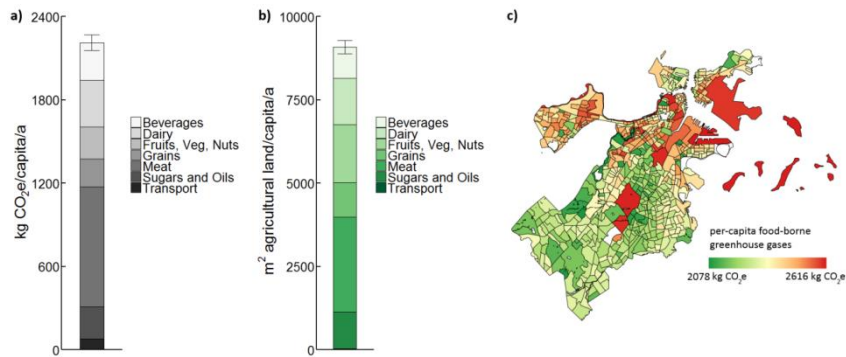 a)
kg CO₂e/capita/a
2400
1800
1200
600
0
Beverages
Dairy
Fruits, Veg, Nuts
Grains
Meat
Sugars and Oils
Transport
b)
m² agricultural land/capita/a
10000
7500
5000
2500
0
Beverages
Dairy
Fruits, Veg, Nuts
Grains
Meat
Sugars and Oils
Transport
c)
per-capita food-borne
greenhouse gases
2078 kg CO₂e 2616 kg CO₂e